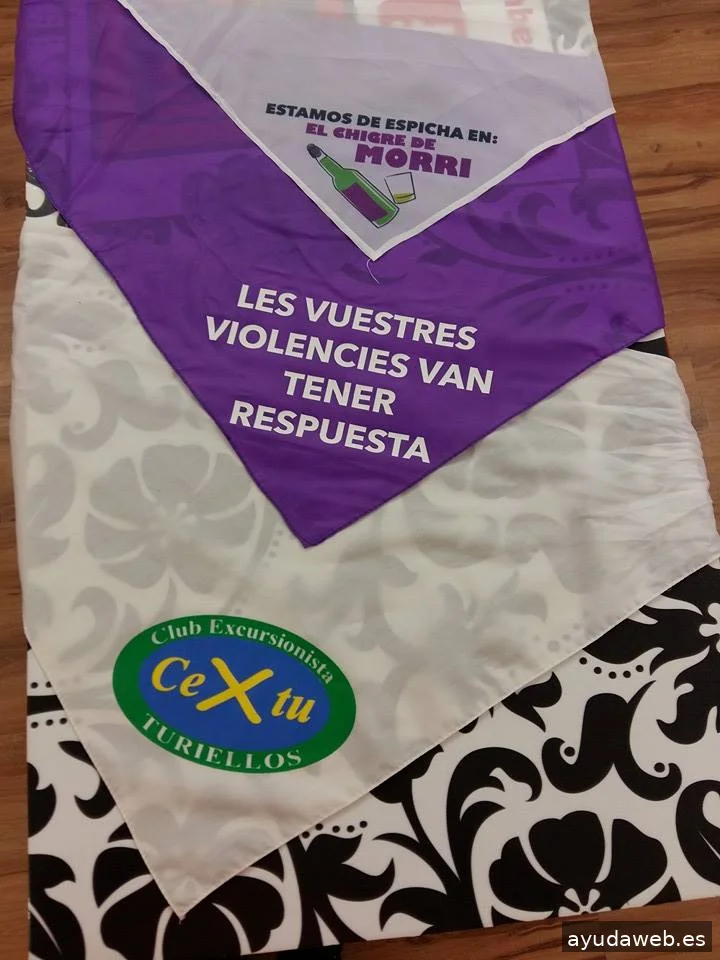 ESTAMOS DE ESPICHA EN:
EL CHIGRE DE
MORRI
LES VUESTRES
VIOLENCIES VAN
TENER
RESPUESTA
Club Excursionista
CeXtu
TURIELLOS
ayudaweb.es